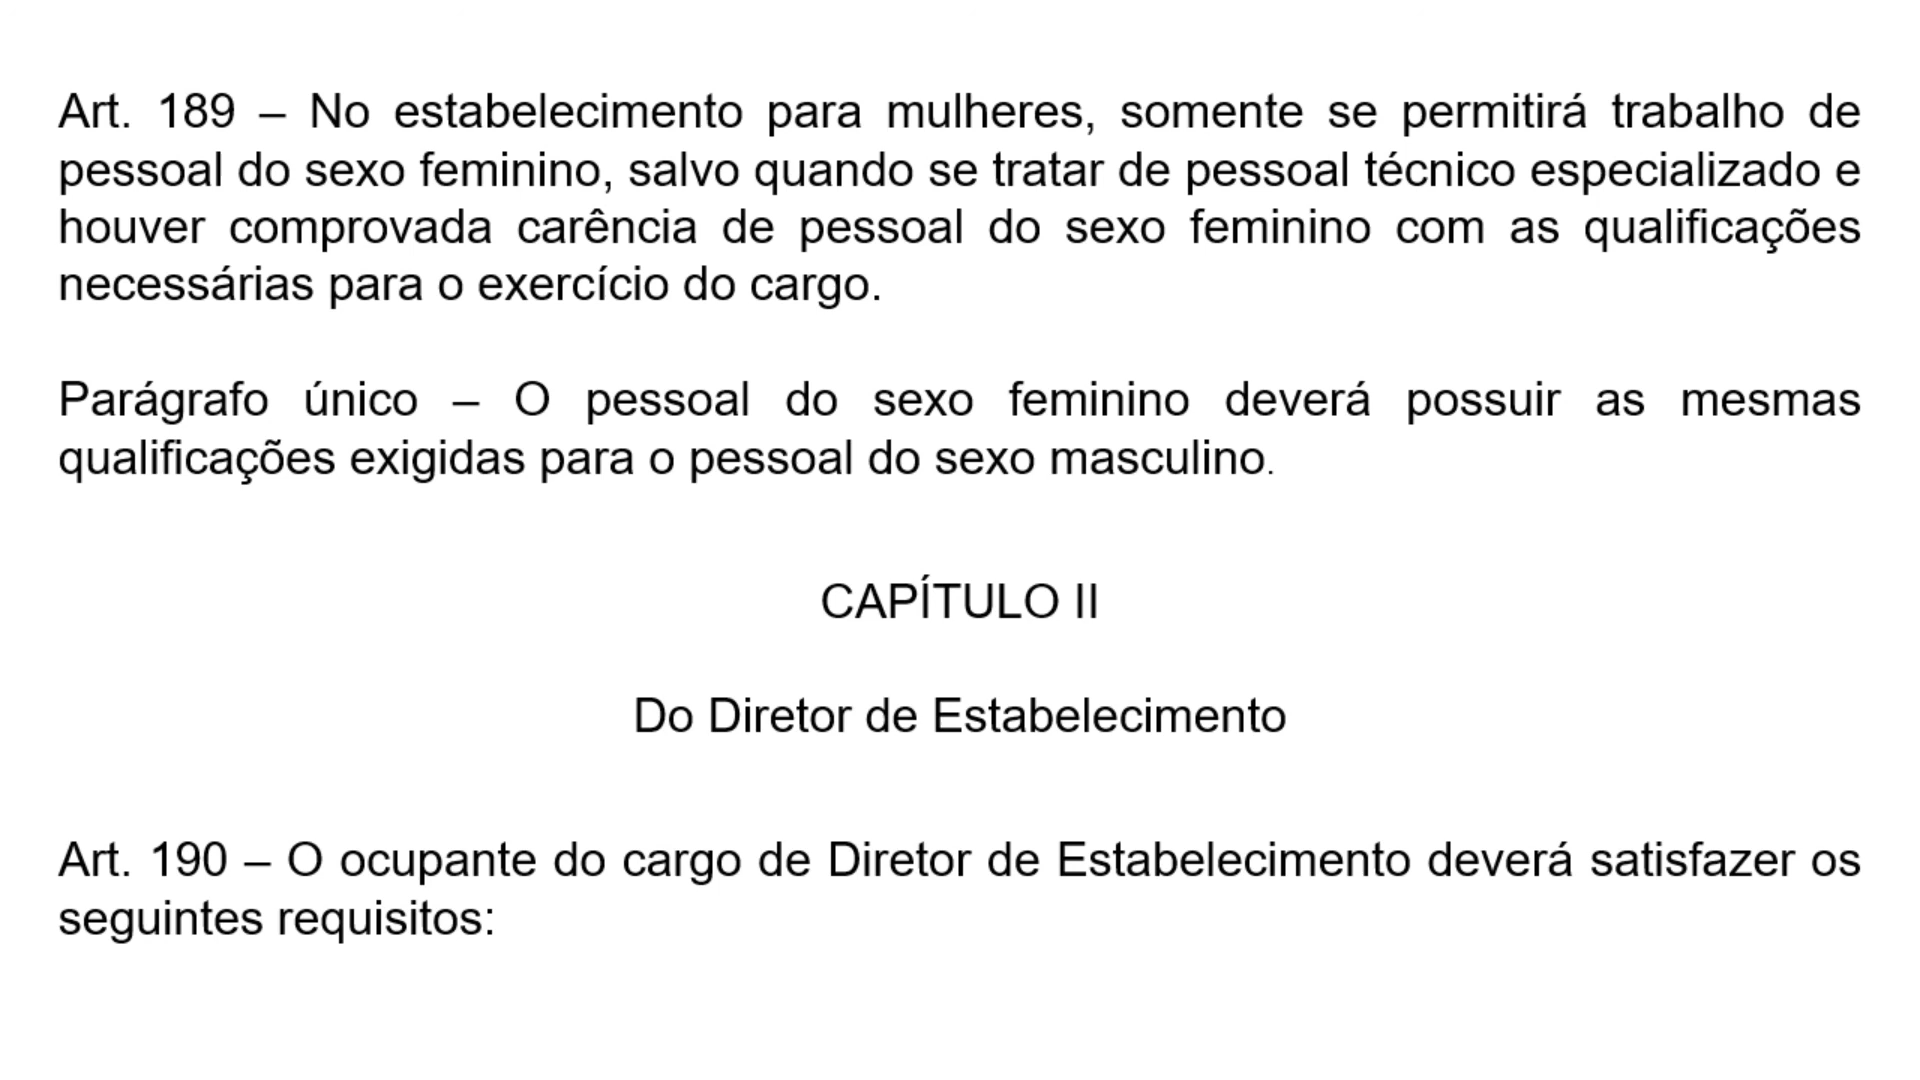 Art. 189 – No estabelecimento para mulheres, somente se permitirá trabalho de
pessoal do sexo feminino, salvo quando se tratar de pessoal técnico especializado e
houver comprovada carência de pessoal do sexo feminino com as qualificações
necessárias para o exercício do cargo.
Parágrafo único – O pessoal do sexo feminino deverá possuir as mesmas
qualificações exigidas para o pessoal do sexo masculino.
CAPÍTULO II
Do Diretor de Estabelecimento
Art. 190 – O ocupante do cargo de Diretor de Estabelecimento deverá satisfazer os
seguintes requisitos: